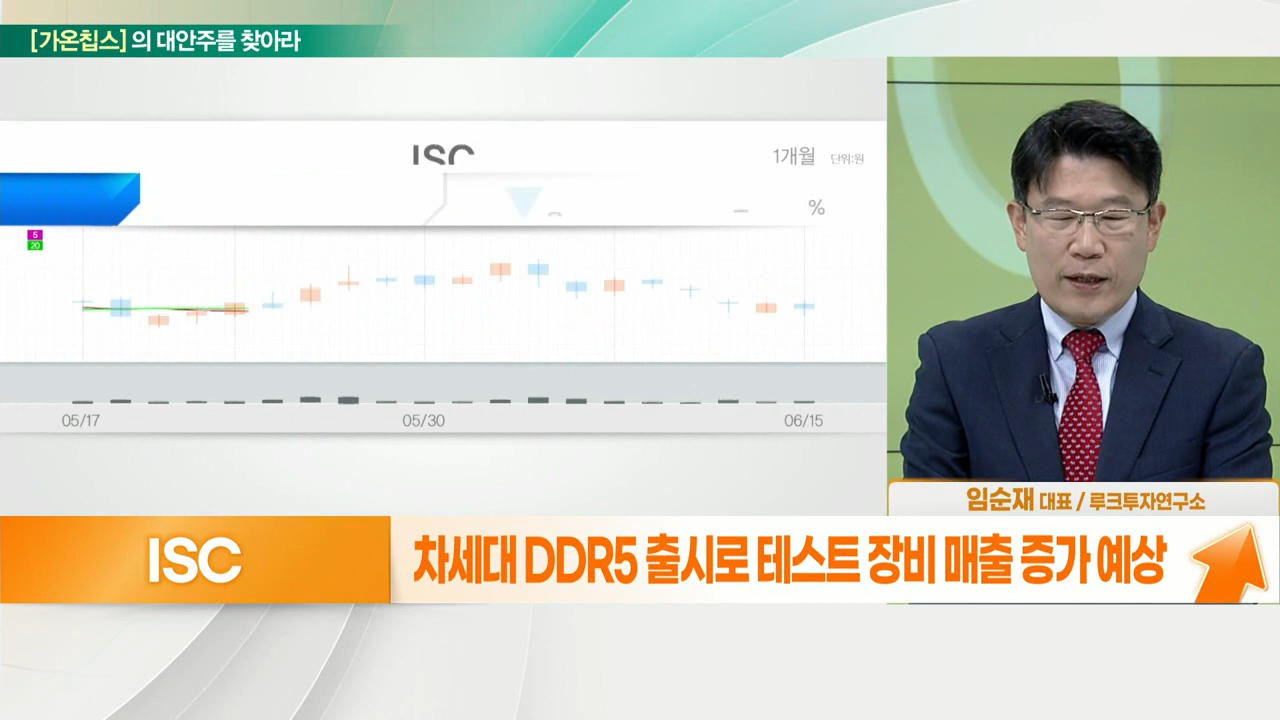 [가온칩스]의 대안주를 찾아라
ISC
1개월 단위:원
%
5
20
05/17 05/30 06/15
임순재 대표 / 루크투자연구소
ISC
차세대 DDR5 출시로 테스트 장비 매출 증가 예상